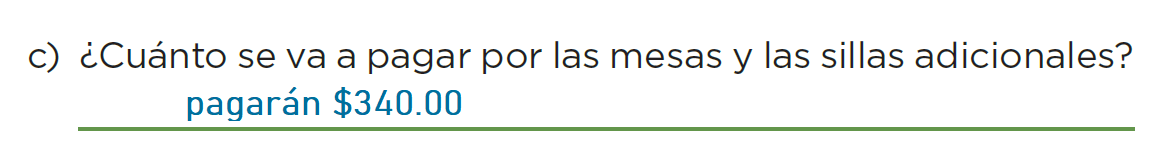 c) ¿Cuánto se va a pagar por las mesas y las sillas adicionales?
pagarán $340.00